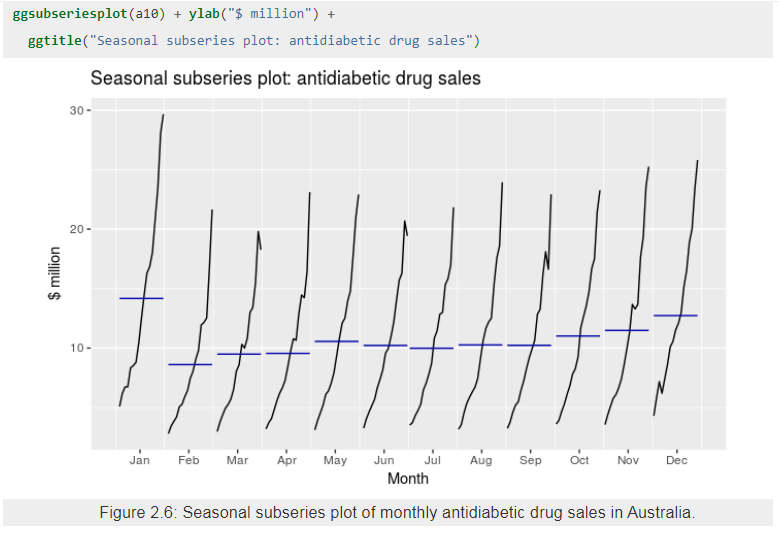 ggsubseriesplot(a10) + ylab("$ million") +
ggtitle("Seasonal subseries plot: antidiabetic drug sales")
Seasonal subseries plot: antidiabetic drug sales
30
20
10
$ million
Jan Feb Mar Apr May Jun Jul Aug Sep Oct Nov Dec
Month
Figure 2.6: Seasonal subseries plot of monthly antidiabetic drug sales in Australia.